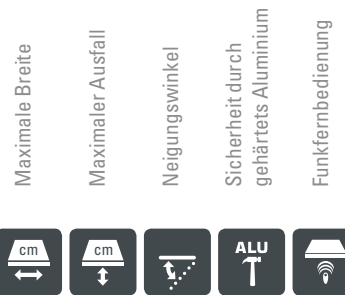 Maximale Breite
Maximaler Ausfall
Neigungswinkel
Sicherheit durch
gehärtets Aluminium
Funkfernbedienung
cm
cm
ALU